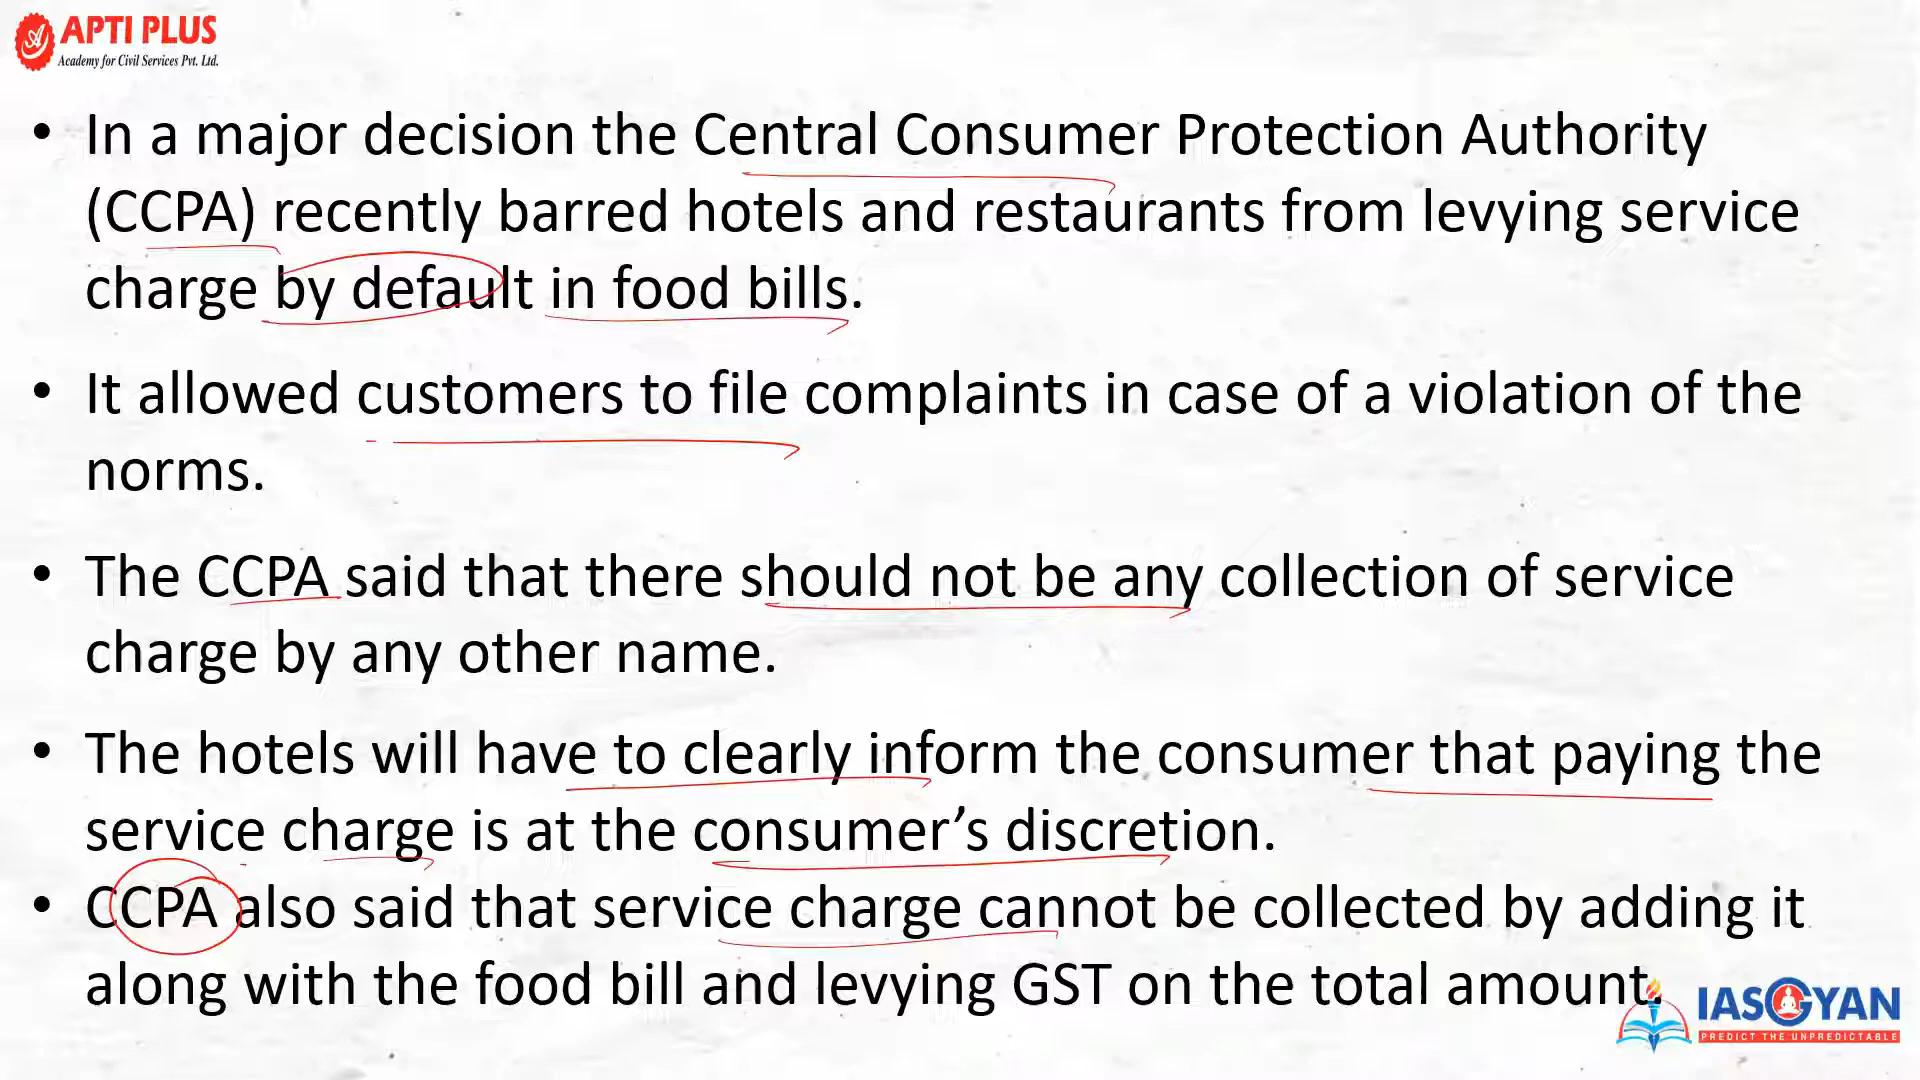 APTI PLUS
Academy for Civil Services Pvt. Ltd.
• In a major decision the Central Consumer Protection Authority
(CCPA) recently barred hotels and restaurants from levying service
charge by default in food bills.
• It allowed customers to file complaints in case of a violation of the
norms.
• The CCPA said that there should not be any collection of service
charge by any other name.
• The hotels will have to clearly inform the consumer that paying the
service charge is at the consumer’s discretion.
• CCPA also said that service charge cannot be collected by adding it
along with the food bill and levying GST on the total amount.
IASGYAN
PREDICT THE UNPREDICTABLE